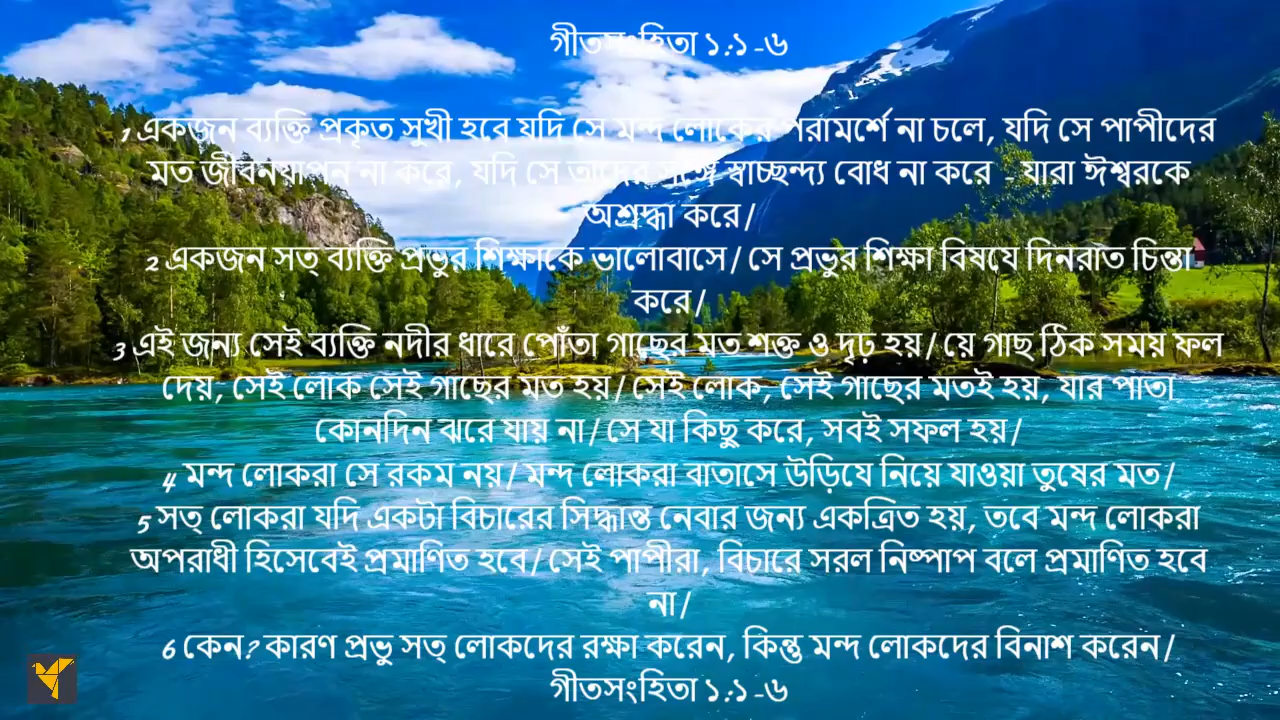 গীতসংহিতা ১:১-৬
1 একজন ব্যক্তি প্রকৃত সুখী হবে যদি সে মন্দ লোকের পরামর্শে না চলে, যদি সে পাপীদের
মত জীবনযাপন না করে, যদি সে তাদের সঙ্গে স্বাচ্ছন্দ্য বোধ না করে - যারা ঈশ্বরকে
অশ্রদ্ধা করে/
2 একজন সত্‌ ব্যক্তি প্রভুর শিক্ষাকে ভালোবাসে/ সে প্রভুর শিক্ষা বিষযে দিনরাত চিন্তা
করে/
3 এই জন্য সেই ব্যক্তি নদীর ধারে পোঁতা গাছের মত শক্ত ও দৃঢ় হয়/ য়ে গাছ ঠিক সময় ফল
দেয়, সেই লোক সেই গাছের মত হয়/ সেই লোক, সেই গাছের মতই হয়, যার পাতা
কোনদিন ঝরে যায় না/ সে যা কিছু করে, সবই সফল হয়/
4 মন্দ লোকরা সে রকম নয়/ মন্দ লোকরা বাতাসে উড়িযে নিয়ে যাওয়া তুষের মত/
5 সত্‌ লোকরা যদি একটা বিচারের সিদ্ধান্ত নেবার জন্য একত্রিত হয়, তবে মন্দ লোকরা
অপরাধী হিসেবেই প্রমাণিত হবে/ সেই পাপীরা, বিচারে সরল নিষ্পাপ বলে প্রমাণিত হবে
না/
6 কেন? কারণ প্রভু সত্‌ লোকদের রক্ষা করেন, কিন্তু মন্দ লোকদের বিনাশ করেন/
গীতসংহিতা ১:১-৬